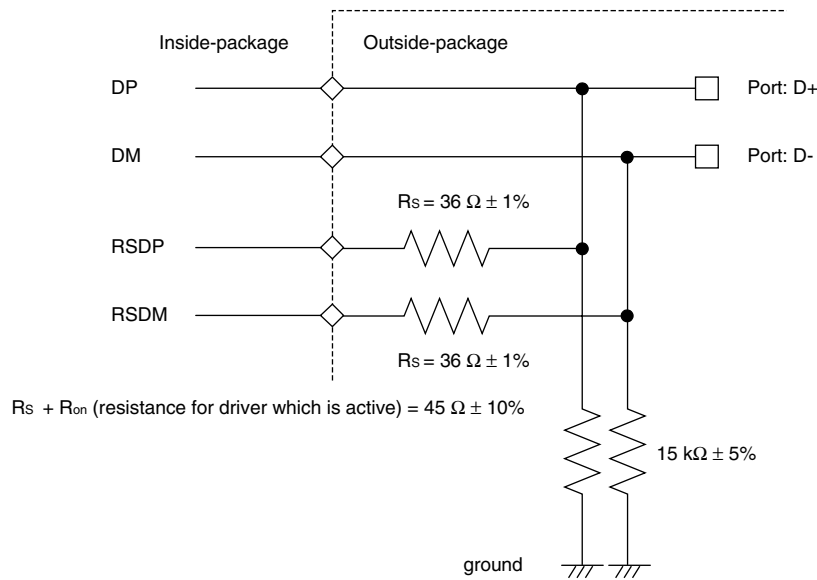 Inside-package
Outside-package
DP
Port: D+
DM
Port: D-
Rs = 36 Ω ± 1%
RSDP
RSDM
Rs = 36 Ω ± 1%
Rs + Ron (resistance for driver which is active) = 45 Ω ± 10%
15 kΩ ± 5%
ground